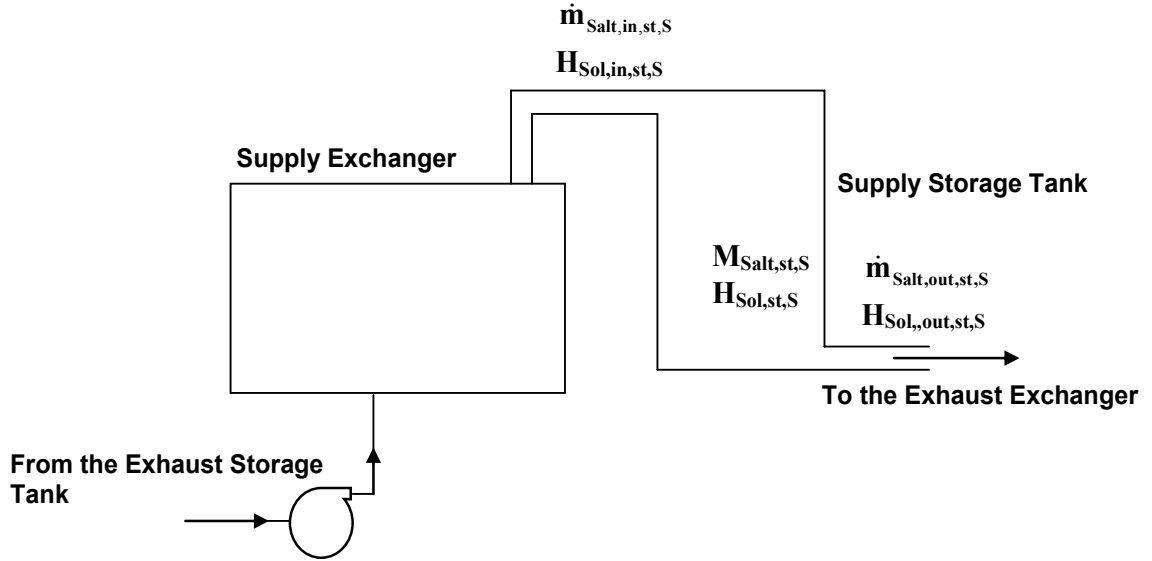 ṁSalt,in,st,S
HSol,in,st,S
Supply Exchanger
Supply Storage Tank
MSalt,st,S
HSol,st,S
ṁSalt,out,st,S
HSol,,out,st,S
To the Exhaust Exchanger
From the Exhaust Storage
Tank